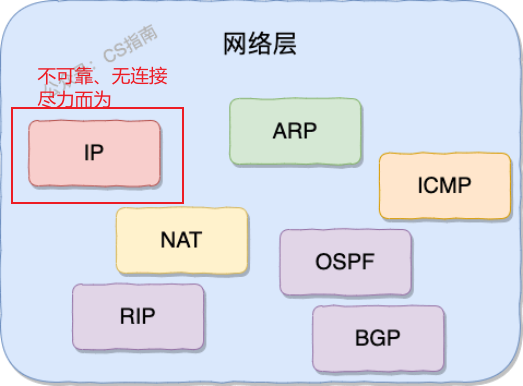 网络层
公众号：CS指南
不可靠、无连接
尽力而为
IP
ARP
ICMP
NAT
OSPF
RIP
BGP